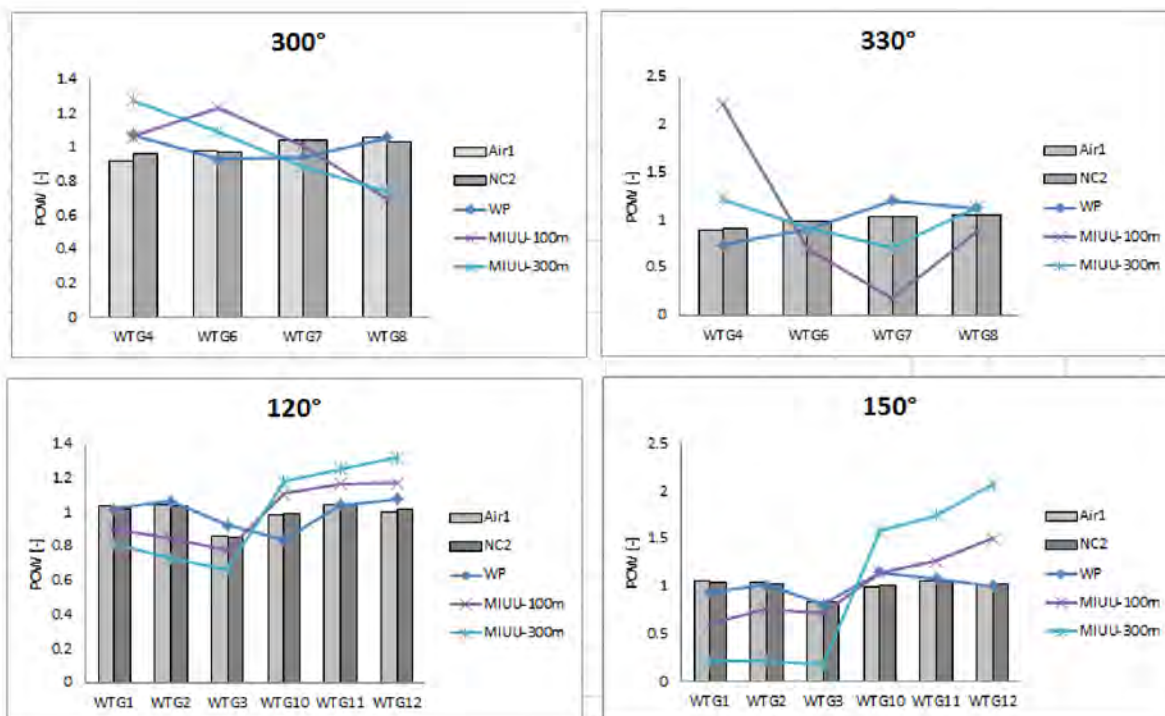 300°
1.4
1.2
1
0.8
0.6
0.4
0.2
0
POW [-]
WTG4 WTG6 WTG7 WTG8
Air1
NC2
WP
MIUU-100m
MIUU-300m
330°
2.5
2
1.5
1
0.5
0
POW [-]
WTG4 WTG6 WTG7 WTG8
Air1
NC2
WP
MIUU-100m
MIUU-300m
120°
1.4
1.2
1
0.8
0.6
0.4
0.2
0
POW [-]
WTG1 WTG2 WTG3 WTG10 WTG11 WTG12
Air1
NC2
WP
MIUU-100m
MIUU-300m
150°
2.5
2
1.5
1
0.5
0
POW [-]
WTG1 WTG2 WTG3 WTG10 WTG11 WTG12
Air1
NC2
WP
MIUU-100m
MIUU-300m